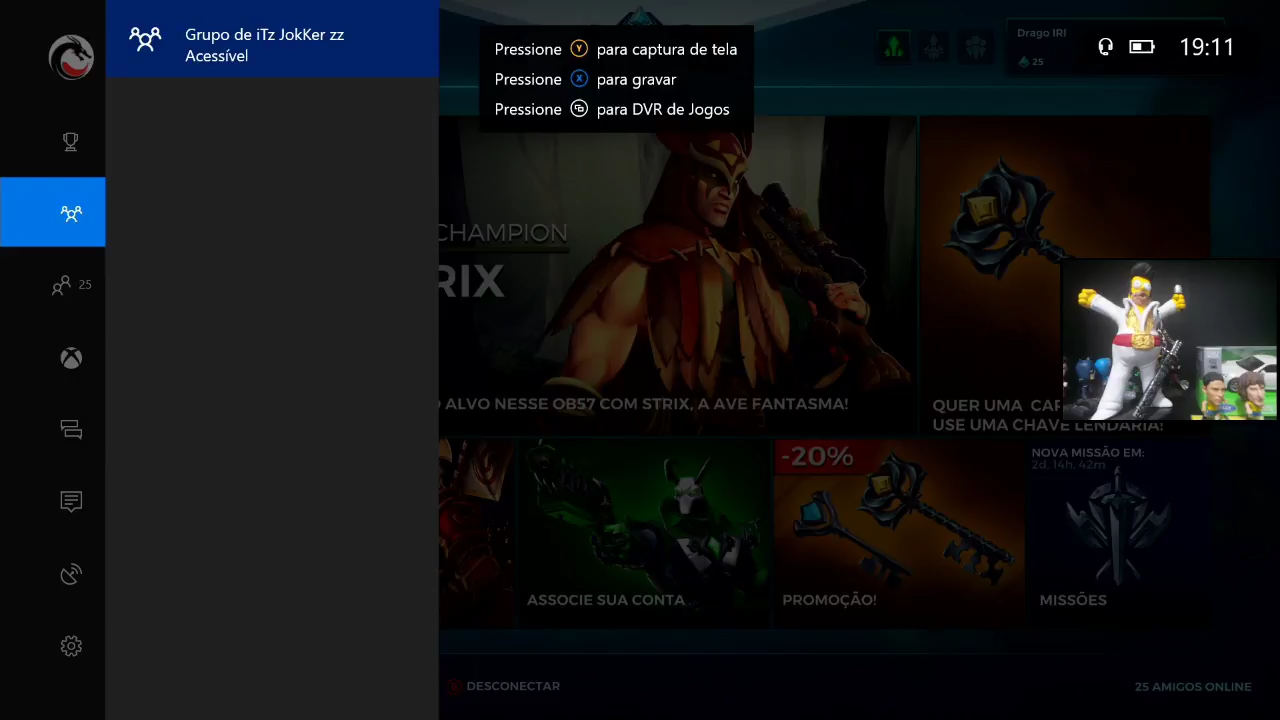 Grupo de iTz JokKer zz
Acessível
Pressione Y para captura de tela
Pressione X para gravar
Pressione para DVR de Jogos
Drago IRI
25
19:11
25
CHAMPION
RIX
O ALVO NESSE OB57 COM STRIX, A AVE FANTASMA!
QUER UMA CAR
USE UMA CHAVE LENDÁRIA!
ASSOCIE SUA CONTA
-20%
PROMOÇÃO!
NOVA MISSÃO EM:
2d, 14h, 42m
MISSÕES
DESCONECTAR
25 AMIGOS ONLINE